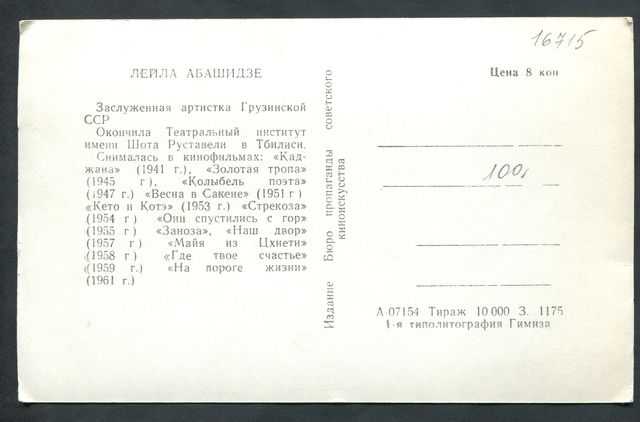 16715
ЛЕЙЛА АБАШИДЗЕ
Цена 8 коп
Заслуженная артистка Грузинской
ССР
Окончила Театральный институт
имени Шота Руставели в Тбилиси.
Снималась в кинофильмах: «Кад-
жана» (1941 г.), «Золотая тропа»
(1945 г), «Колыбель поэта»
(1947 г.) «Весна в Сакене» (1951 г)
«Кето и Котэ» (1953 г.) «Стрекоза»
(1954 г) «Они спустились с гор»
(1955 г) «Заноза», «Наш двор»
(1957 г) «Майя из Цхнети»
(1958 г) «Где твое счастье»
(1959 г.) «На пороге жизни»
(1961 г.)
Издание Бюро пропаганды советского
киноискусства
100,
А-07154 Тираж 10 000 З. 1175
1-я типолитография Гимиза